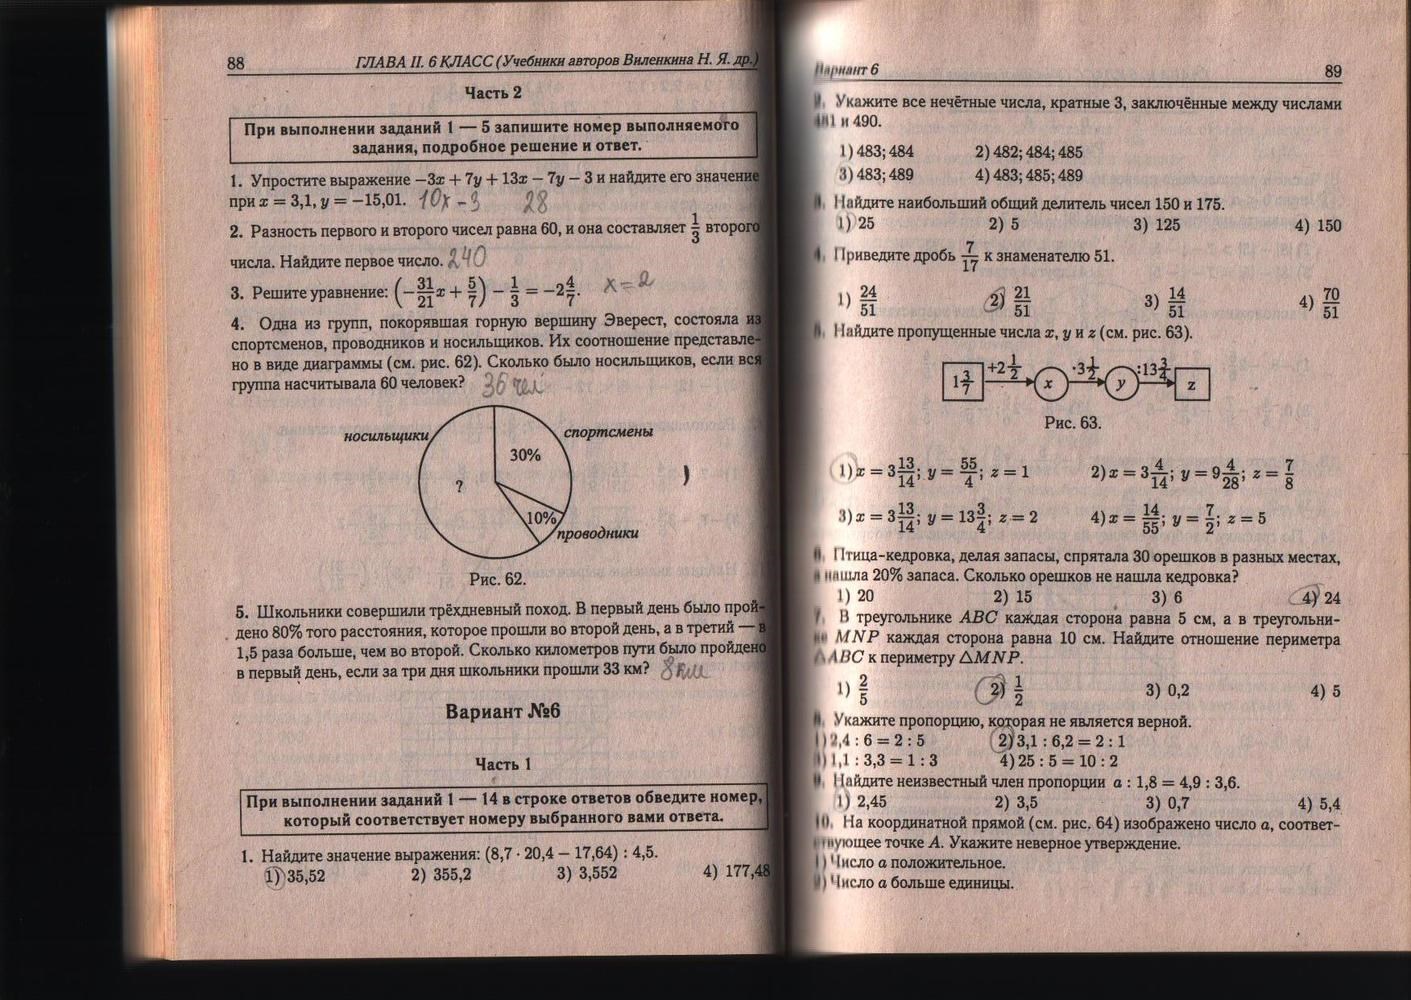 88 ГЛАВА II. 6 КЛАСС (Учебники авторов Виленкина Н. Я. др.)
Часть 2
При выполнении заданий 1 — 5 запишите номер выполняемого
задания, подробное решение и ответ.
1. Упростите выражение −3x + 7y + 13x − 7y − 3 и найдите его значение
при x = 3,1, y = −15,01. 10x − 3 28
2. Разность первого и второго чисел равна 60, и она составляет 1/3 второго
числа. Найдите первое число. 240
3. Решите уравнение: (−31/21 x + 5/7) − 1/3 = −2 4/7. x = 2
4. Одна из групп, покорявшая горную вершину Эверест, состояла из
спортсменов, проводников и носильщиков. Их соотношение представле-
но в виде диаграммы (см. рис. 62). Сколько было носильщиков, если вся
группа насчитывала 60 человек? 36 чел
носильщики спортсмены
30%
?
10%
проводники
Рис. 62.
5. Школьники совершили трёхдневный поход. В первый день было прой-
дено 80% того расстояния, которое прошли во второй день, а в третий — в
1,5 раза больше, чем во второй. Сколько километров пути было пройдено
в первый день, если за три дня школьники прошли 33 км? 8 км
Вариант №6
Часть 1
При выполнении заданий 1 — 14 в строке ответов обведите номер,
который соответствует номеру выбранного вами ответа.
1. Найдите значение выражения: (8,7 · 20,4 − 17,64) : 4,5.
1) 35,52 2) 355,2 3) 3,552 4) 177,48
Вариант 6 89
Укажите все нечётные числа, кратные 3, заключённые между числами
481 и 490.
1) 483; 484 2) 482; 484; 485
3) 483; 489 4) 483; 485; 489
Найдите наибольший общий делитель чисел 150 и 175.
1) 25 2) 5 3) 125 4) 150
Приведите дробь 7/17 к знаменателю 51.
1) 24/51 2) 21/51 3) 14/51 4) 70/51
Найдите пропущенные числа x, y и z (см. рис. 63).
1 3/7 +2 1/2 x ·3 1/2 y :13 3/4 z
Рис. 63.
1) x = 3 13/14; y = 55/4; z = 1 2) x = 3 4/14; y = 9 4/28; z = 7/8
3) x = 3 13/14; y = 13 3/4; z = 2 4) x = 14/55; y = 7/2; z = 5
Птица-кедровка, делая запасы, спрятала 30 орешков в разных местах,
а нашла 20% запаса. Сколько орешков не нашла кедровка?
1) 20 2) 15 3) 6 4) 24
7. В треугольнике ABC каждая сторона равна 5 см, а в треугольни-
ке MNP каждая сторона равна 10 см. Найдите отношение периметра
△ABC к периметру △MNP.
1) 2/5 2) 1/2 3) 0,2 4) 5
Укажите пропорцию, которая не является верной.
1) 2,4 : 6 = 2 : 5 2) 3,1 : 6,2 = 2 : 1
3) 1,1 : 3,3 = 1 : 3 4) 25 : 5 = 10 : 2
Найдите неизвестный член пропорции a : 1,8 = 4,9 : 3,6.
1) 2,45 2) 3,5 3) 0,7 4) 5,4
10. На координатной прямой (см. рис. 64) изображено число a, соответ-
ствующее точке A. Укажите неверное утверждение.
1) Число a положительное.
2) Число a больше единицы.